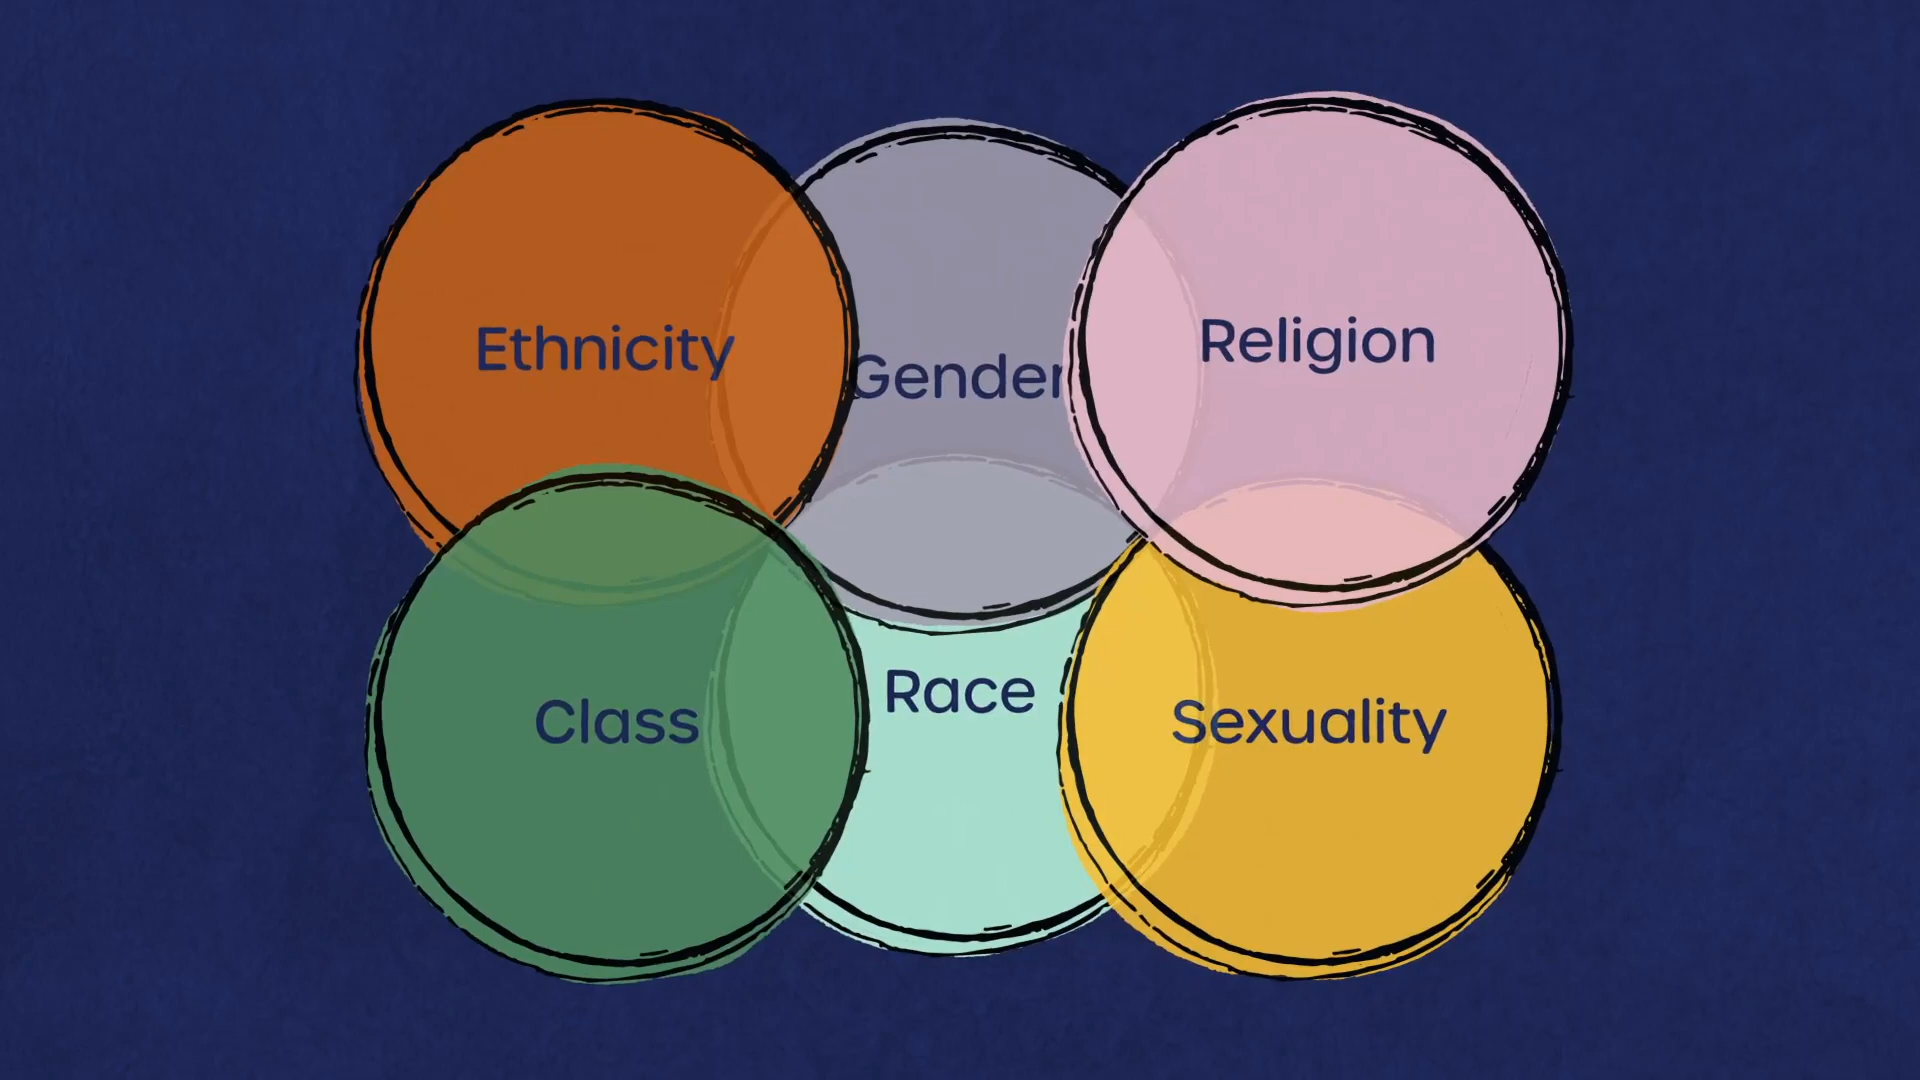 Ethnicity
Gender
Religion
Class
Race
Sexuality